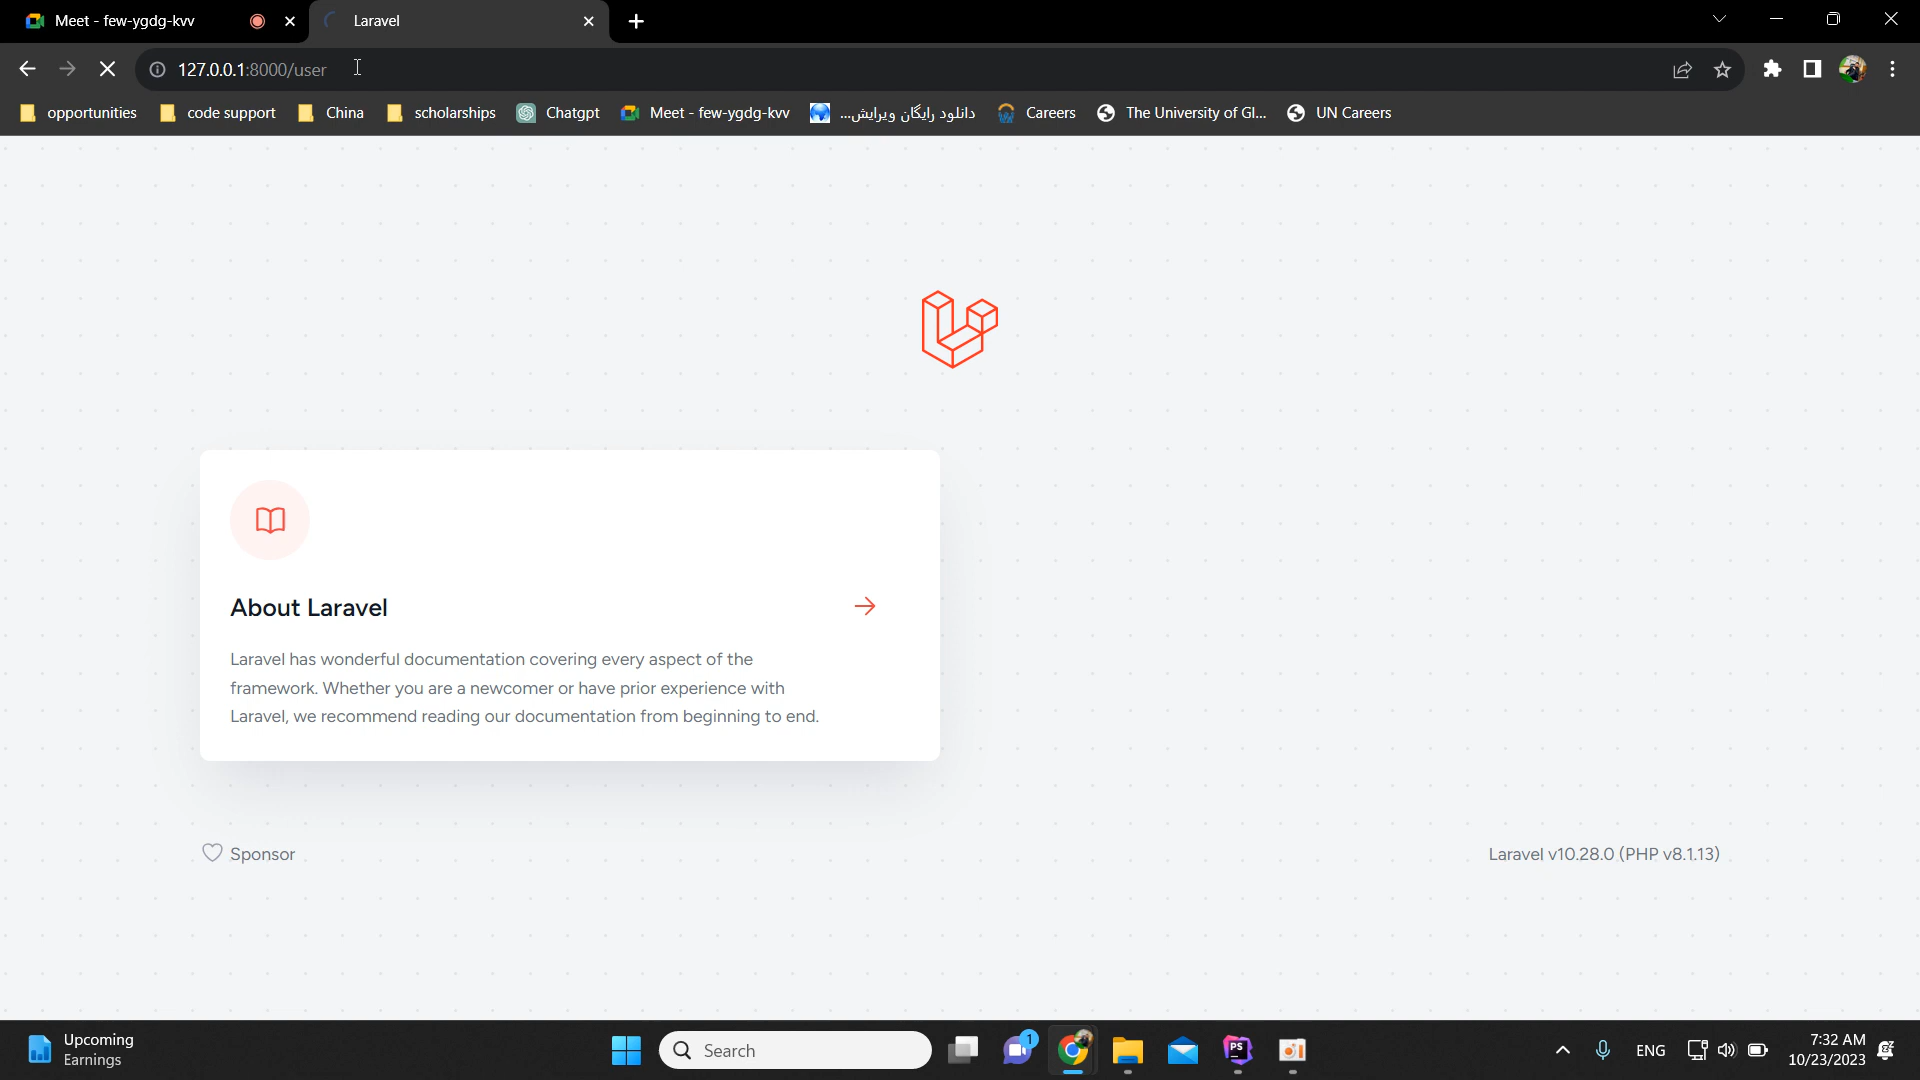 Meet - few-ygdg-kvv
Laravel
127.0.0.1:8000/user
opportunities
code support
China
scholarships
Chatgpt
Meet - few-ygdg-kvv
دانلود رایگان ویرایش...
Careers
The University of Gl...
UN Careers
About Laravel
Laravel has wonderful documentation covering every aspect of the
framework. Whether you are a newcomer or have prior experience with
Laravel, we recommend reading our documentation from beginning to end.
Sponsor
Laravel v10.28.0 (PHP v8.1.13)
Upcoming
Earnings
Search
1
PS
ENG
7:32 AM
10/23/2023